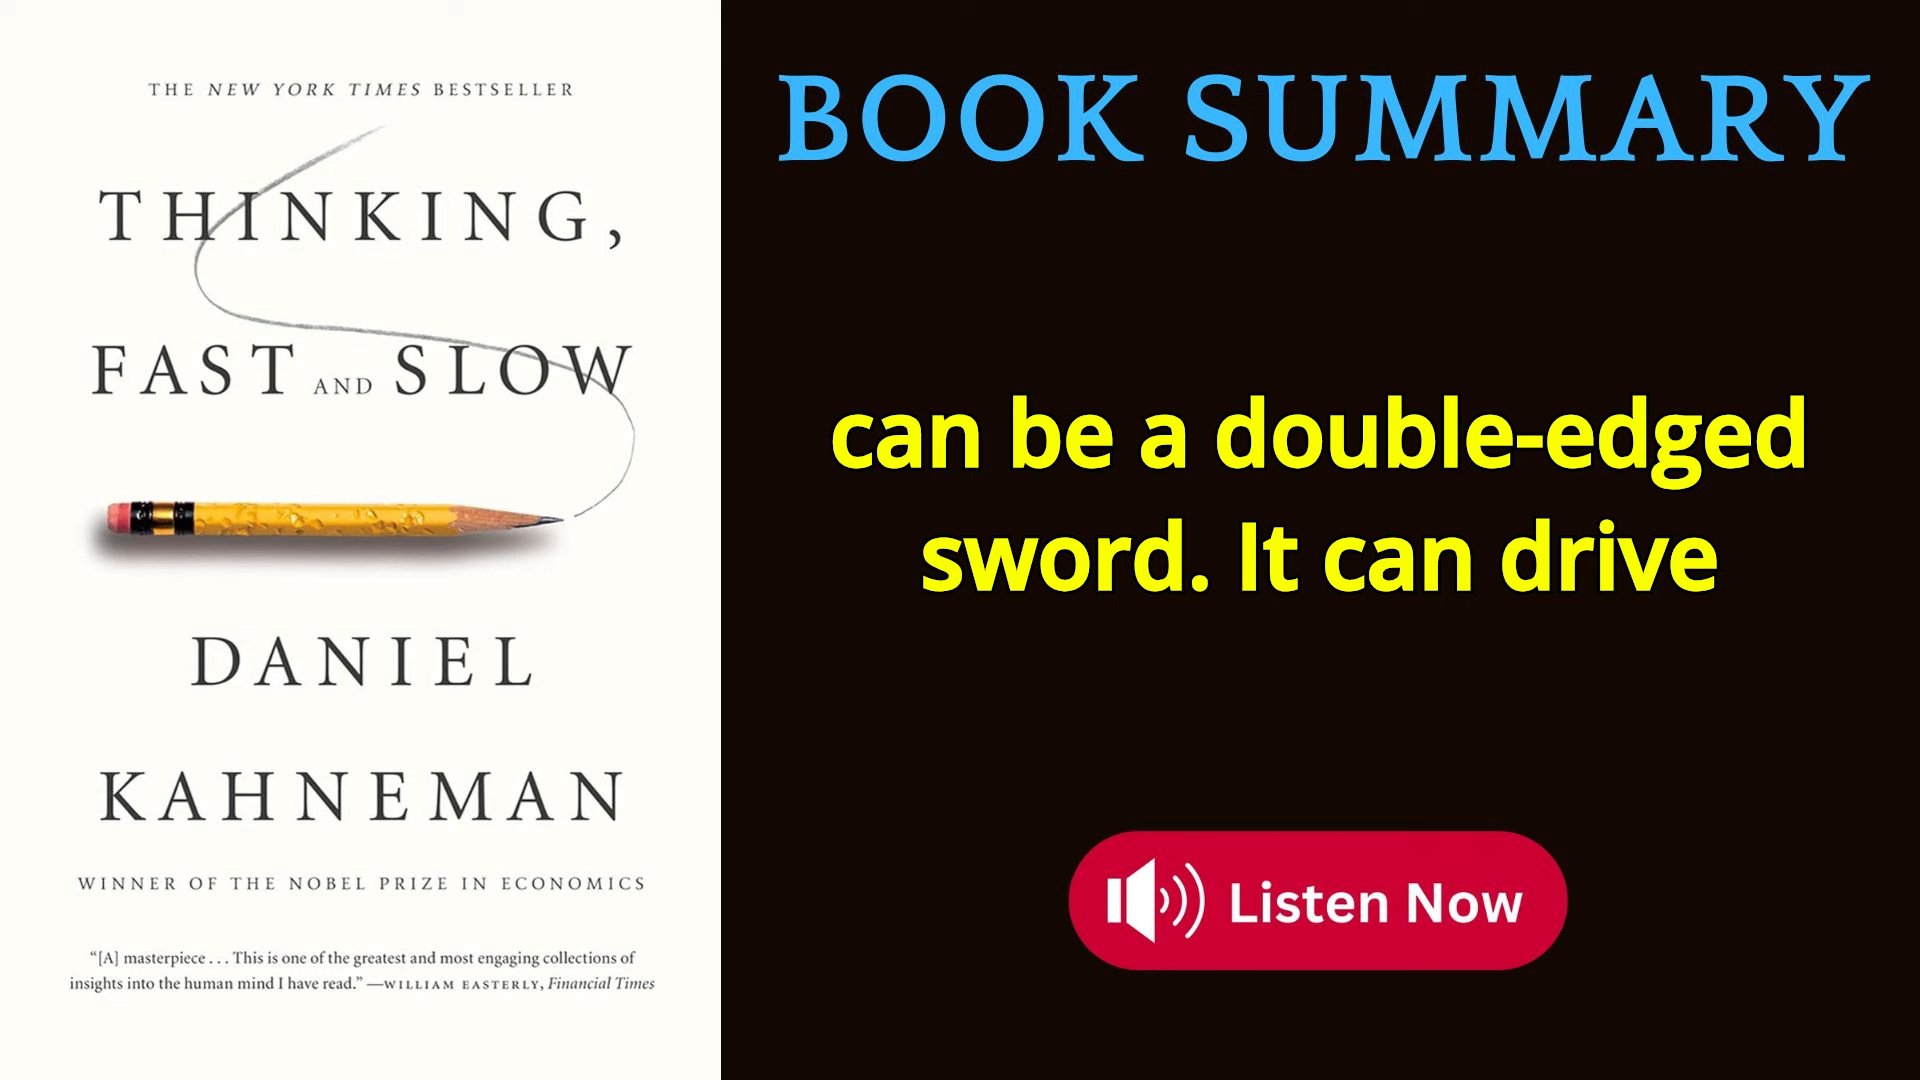 THE NEW YORK TIMES BESTSELLER
THINKING,
FAST AND SLOW
DANIEL
KAHNEMAN
WINNER OF THE NOBEL PRIZE IN ECONOMICS
“[A] masterpiece . . . This is one of the greatest and most engaging collections of
insights into the human mind I have read.” —WILLIAM EASTERLY, Financial Times
BOOK SUMMARY
can be a double-edged
sword. It can drive
Listen Now